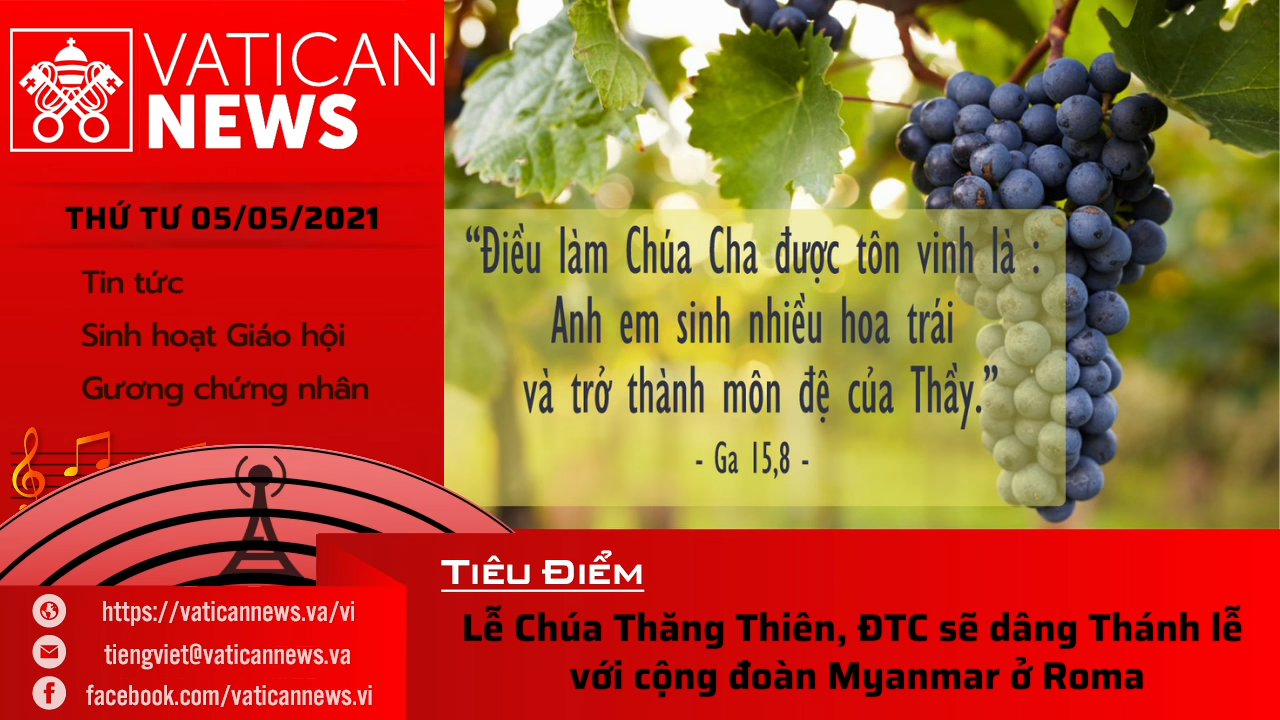 VATICAN
NEWS
THỨ TƯ 05/05/2021
Tin tức
Sinh hoạt Giáo hội
Gương chứng nhân
“Điều làm Chúa Cha được tôn vinh là :
Anh em sinh nhiều hoa trái
và trở thành môn đệ của Thầy.”
- Ga 15,8 -
TIÊU ĐIỂM
Lễ Chúa Thăng Thiên, ĐTC sẽ dâng Thánh lễ
với cộng đoàn Myanmar ở Roma
https://vaticannews.va/vi
tiengviet@vaticannews.va
facebook.com/vaticannews.vi